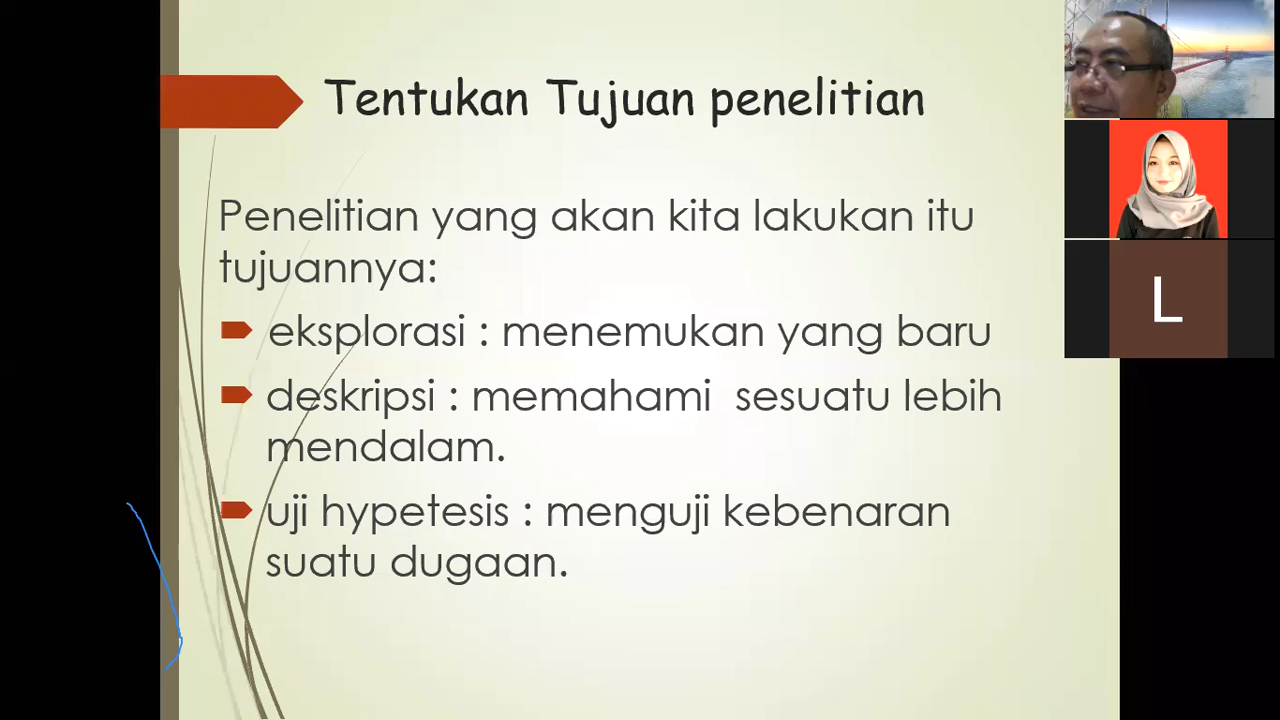 Tentukan Tujuan penelitian
Penelitian yang akan kita lakukan itu
tujuannya:
eksplorasi : menemukan yang baru
deskripsi : memahami sesuatu lebih
mendalam.
uji hypetesis : menguji kebenaran
suatu dugaan.
L